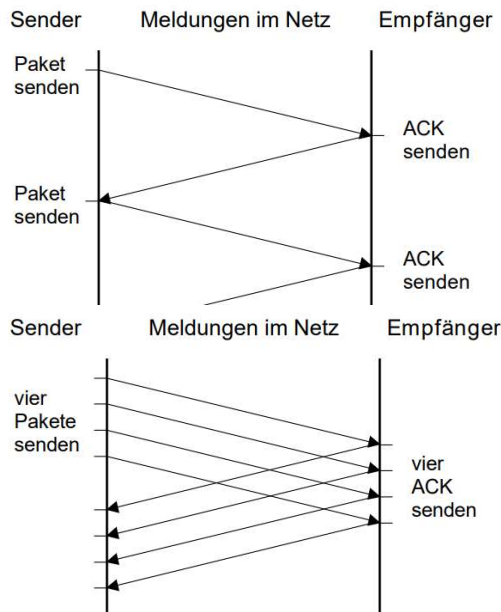 Sender Meldungen im Netz Empfänger
Paket
senden
ACK
senden
Paket
senden
ACK
senden
Sender Meldungen im Netz Empfänger
vier
Pakete
senden
vier
ACK
senden